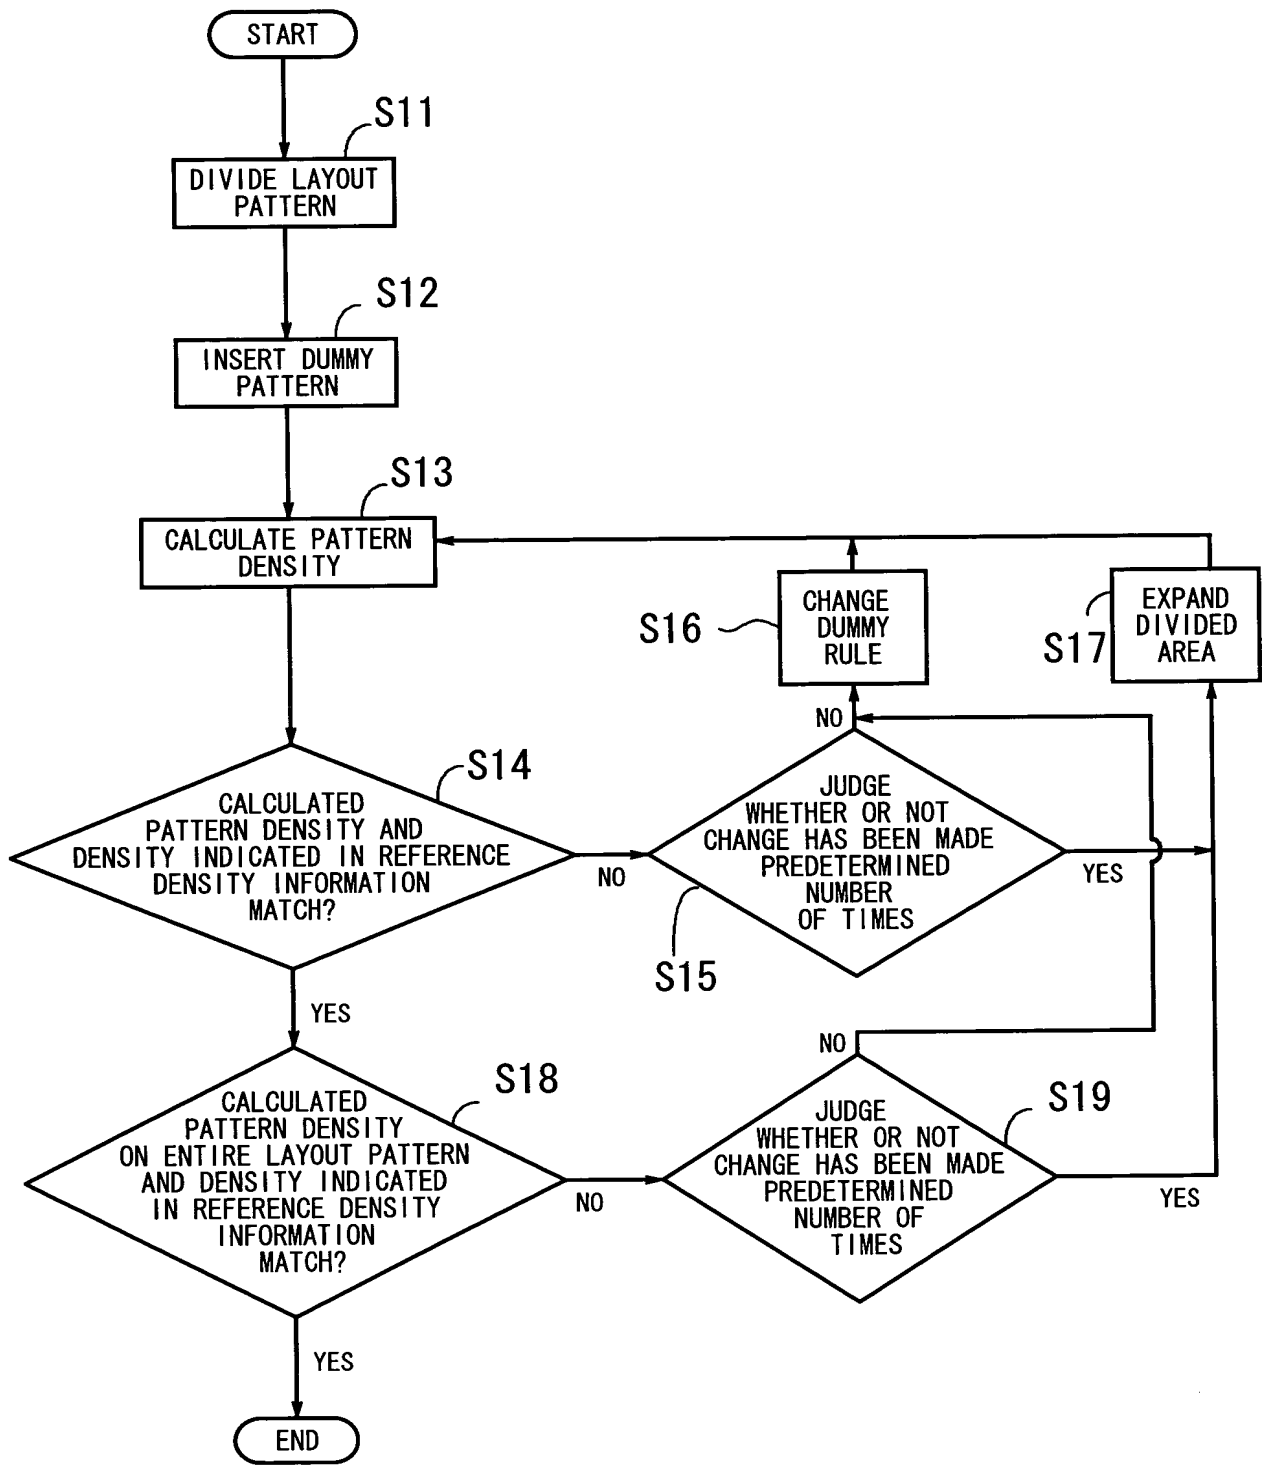 START
S11
DIVIDE LAYOUT
PATTERN
S12
INSERT DUMMY
PATTERN
S13
CALCULATE PATTERN
DENSITY
S16
CHANGE
DUMMY
RULE
S17
EXPAND
DIVIDED
AREA
NO
S14
CALCULATED
PATTERN DENSITY AND
DENSITY INDICATED IN REFERENCE
DENSITY INFORMATION
MATCH?
NO
JUDGE
WHETHER OR NOT
CHANGE HAS BEEN MADE
PREDETERMINED
NUMBER
OF TIMES
YES
S15
YES
NO
S18
CALCULATED
PATTERN DENSITY
ON ENTIRE LAYOUT PATTERN
AND DENSITY INDICATED
IN REFERENCE DENSITY
INFORMATION
MATCH?
NO
S19
JUDGE
WHETHER OR NOT
CHANGE HAS BEEN MADE
PREDETERMINED
NUMBER OF
TIMES
YES
YES
END